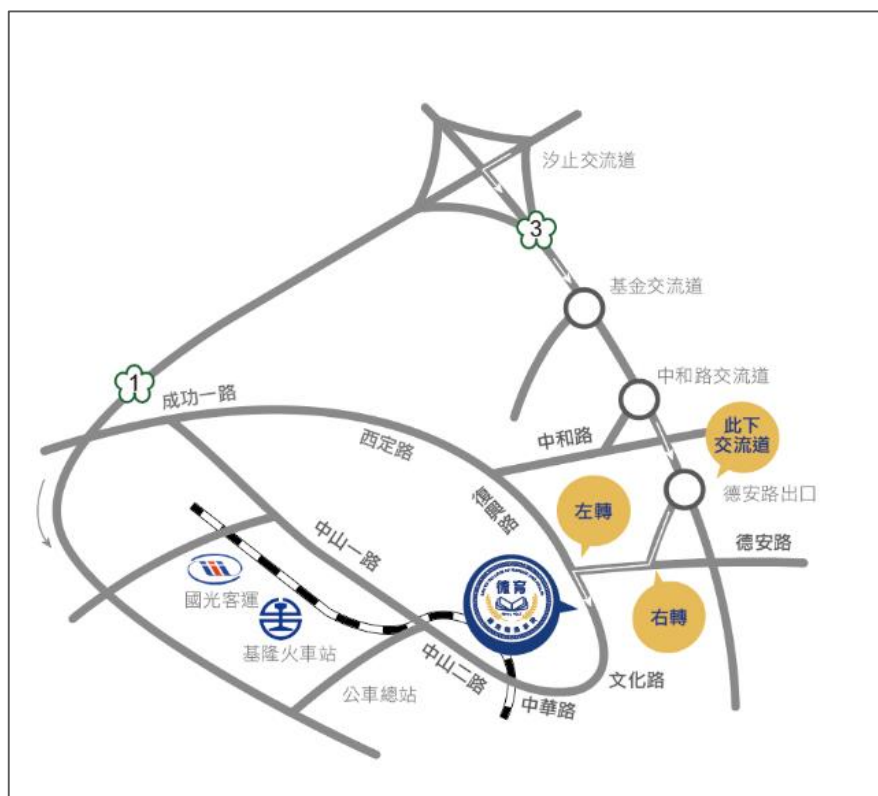 汐止交流道
3
基金交流道
1
中和路交流道
成功一路
西定路
中和路
此下
交流道
德安路出口
復興路
左轉
德安路
中山一路
國光客運
德育
右轉
基隆火車站
中山二路
文化路
公車總站
中華路